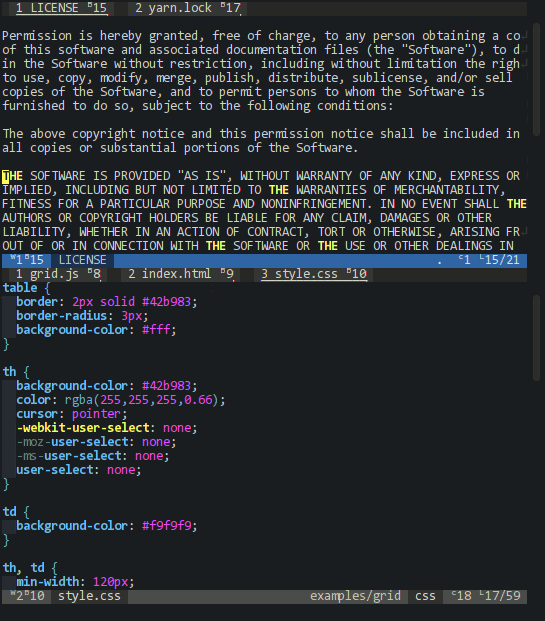 1 LICENSE ᴮ15 2 yarn.lock ᴮ17
Permission is hereby granted, free of charge, to any person obtaining a co
of this software and associated documentation files (the "Software"), to d
in the Software without restriction, including without limitation the righ
to use, copy, modify, merge, publish, distribute, sublicense, and/or sell
copies of the Software, and to permit persons to whom the Software is
furnished to do so, subject to the following conditions:
The above copyright notice and this permission notice shall be included in
all copies or substantial portions of the Software.
THE SOFTWARE IS PROVIDED "AS IS", WITHOUT WARRANTY OF ANY KIND, EXPRESS OR
IMPLIED, INCLUDING BUT NOT LIMITED TO THE WARRANTIES OF MERCHANTABILITY,
FITNESS FOR A PARTICULAR PURPOSE AND NONINFRINGEMENT. IN NO EVENT SHALL THE
AUTHORS OR COPYRIGHT HOLDERS BE LIABLE FOR ANY CLAIM, DAMAGES OR OTHER
LIABILITY, WHETHER IN AN ACTION OF CONTRACT, TORT OR OTHERWISE, ARISING FR
OUT OF OR IN CONNECTION WITH THE SOFTWARE OR THE USE OR OTHER DEALINGS IN
ᵂ1ᴮ15 LICENSE . ᶜ1 ᴸ15/21
1 grid.js ᴮ8 2 index.html ᴮ9 3 style.css ᴮ10
table {
border: 2px solid #42b983;
border-radius: 3px;
background-color: #fff;
}
th {
background-color: #42b983;
color: rgba(255,255,255,0.66);
cursor: pointer;
-webkit-user-select: none;
-moz-user-select: none;
-ms-user-select: none;
user-select: none;
}
td {
background-color: #f9f9f9;
}
th, td {
min-width: 120px;
ᵂ2ᴮ10 style.css examples/grid css ᶜ18 ᴸ17/59